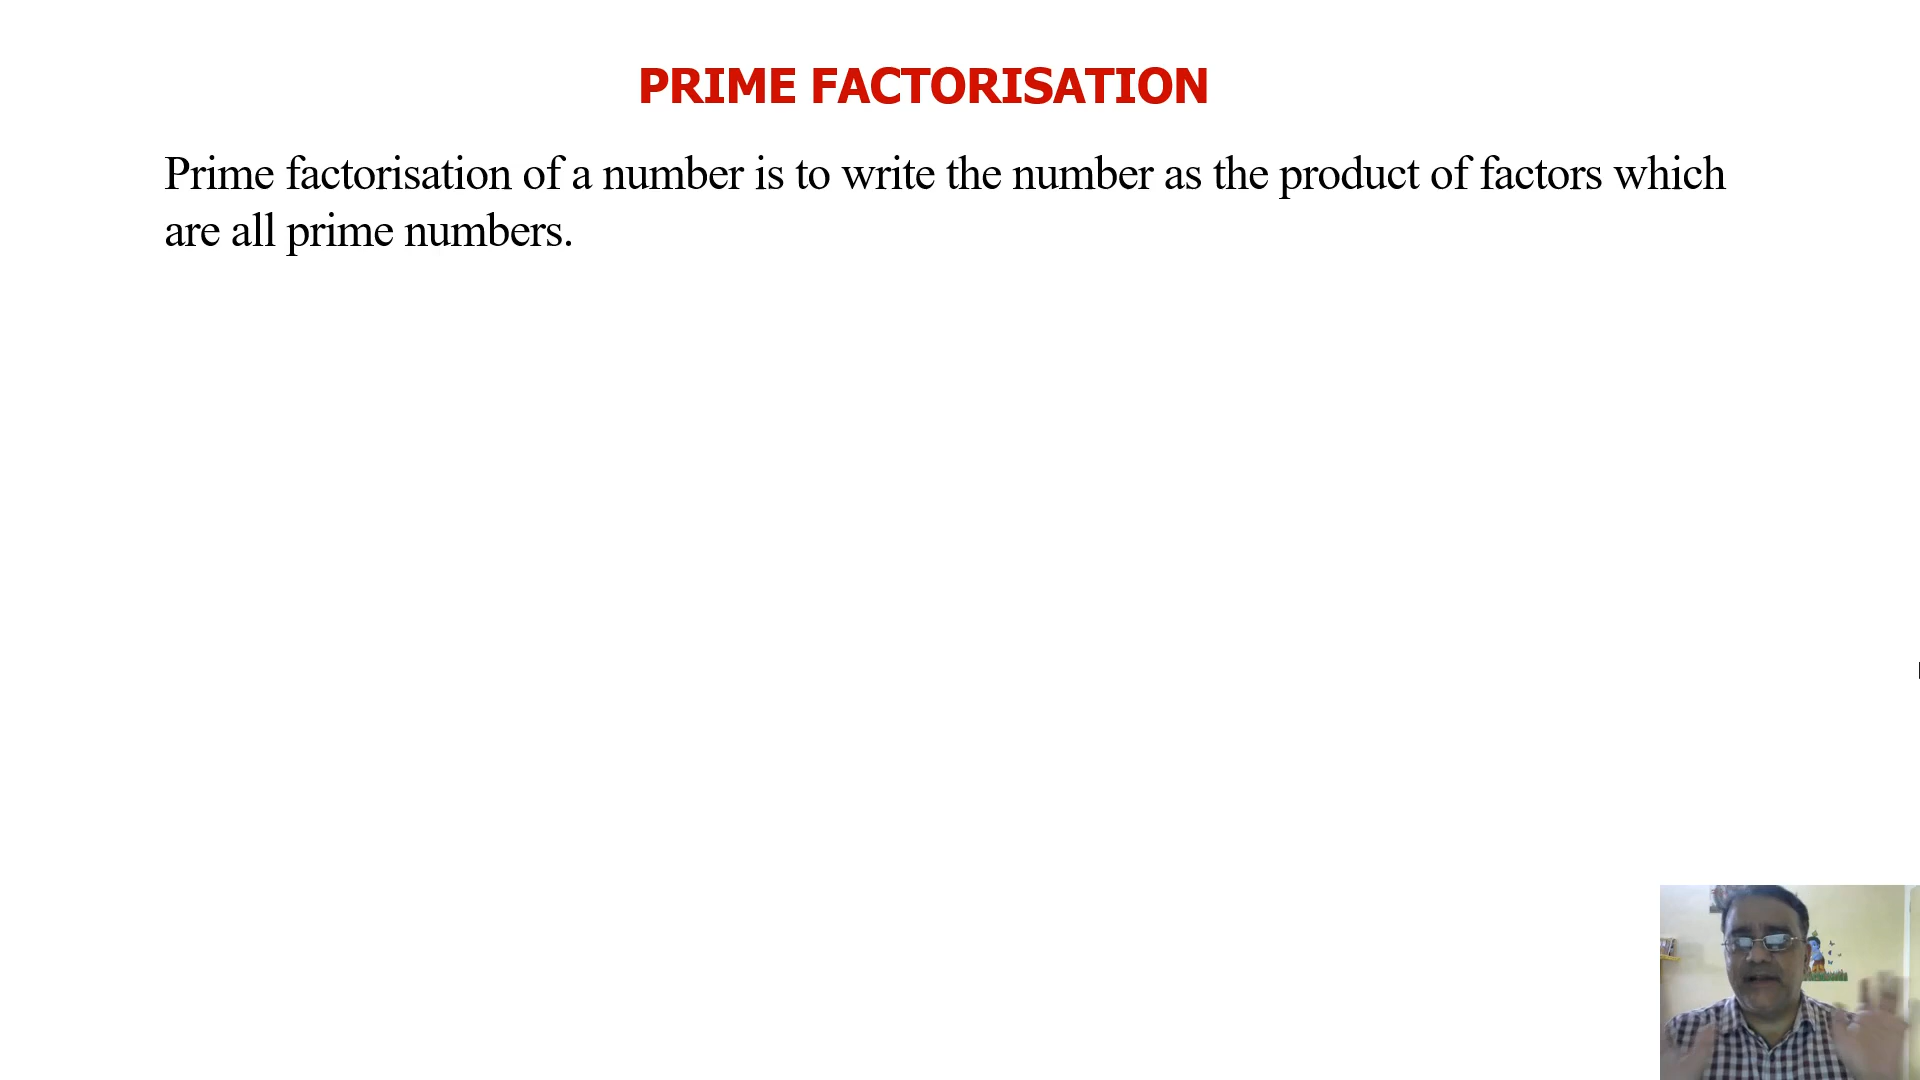 PRIME FACTORISATION
Prime factorisation of a number is to write the number as the product of factors which
are all prime numbers.